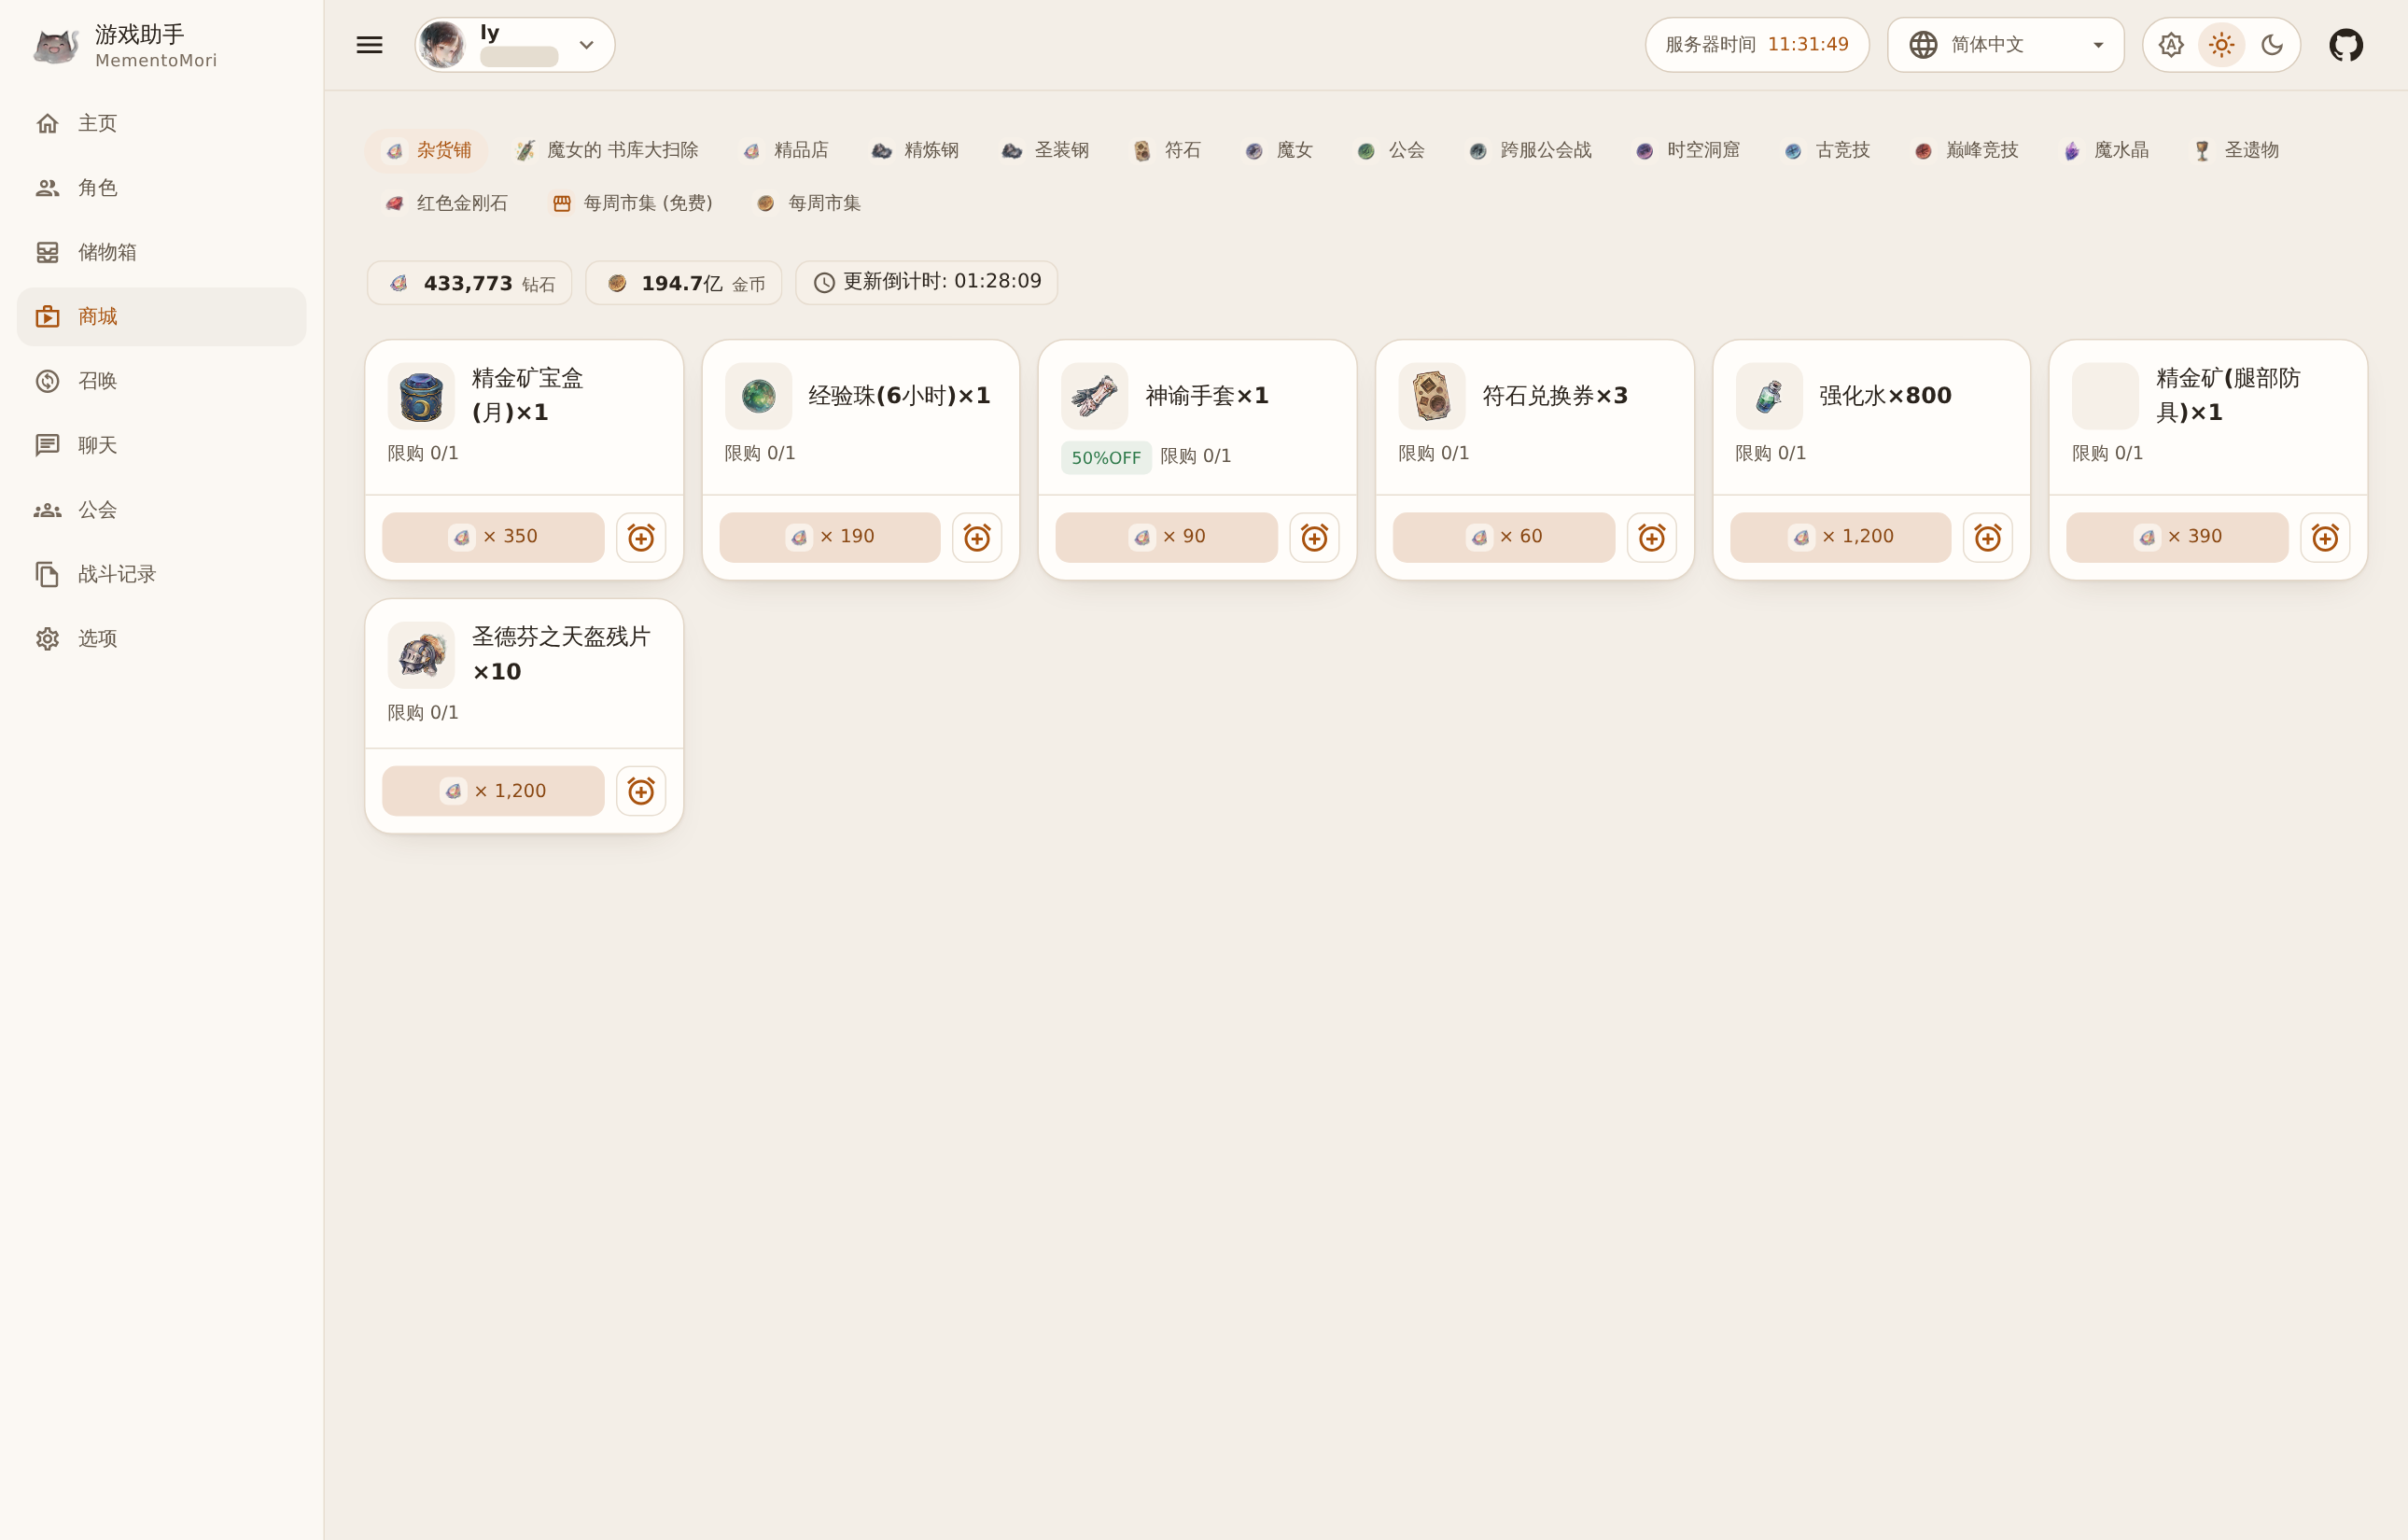 游戏助手
MementoMori
ly
服务器时间 11:31:49
简体中文
主页
角色
储物箱
商城
召唤
聊天
公会
战斗记录
选项
杂货铺 魔女的 书库大扫除 精品店 精炼钢 圣装钢 符石 魔女 公会 跨服公会战 时空洞窟 古竞技 巅峰竞技 魔水晶 圣遗物
红色金刚石 每周市集 (免费) 每周市集
433,773 钻石
194.7亿 金币
更新倒计时: 01:28:09
精金矿宝盒
(月)×1
限购 0/1
× 350
经验珠(6小时)×1
限购 0/1
× 190
神谕手套×1
50%OFF 限购 0/1
× 90
符石兑换券×3
限购 0/1
× 60
强化水×800
限购 0/1
× 1,200
精金矿(腿部防
具)×1
限购 0/1
× 390
圣德芬之天盔残片
×10
限购 0/1
× 1,200